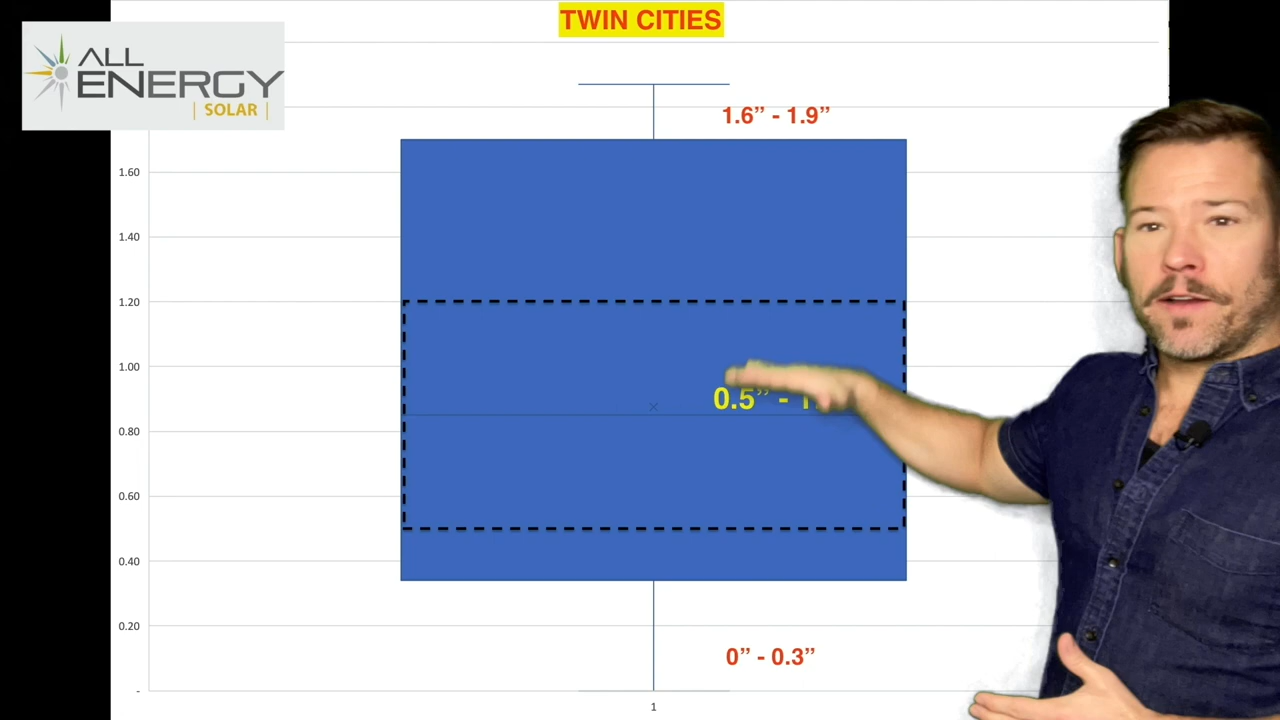 TWIN CITIES
ALL
ENERGY
| SOLAR |
1.6” - 1.9”
1.60
1.40
1.20
1.00
0.5” - 
0.80
0.60
0.40
0” - 0.3”
0.20
-
1